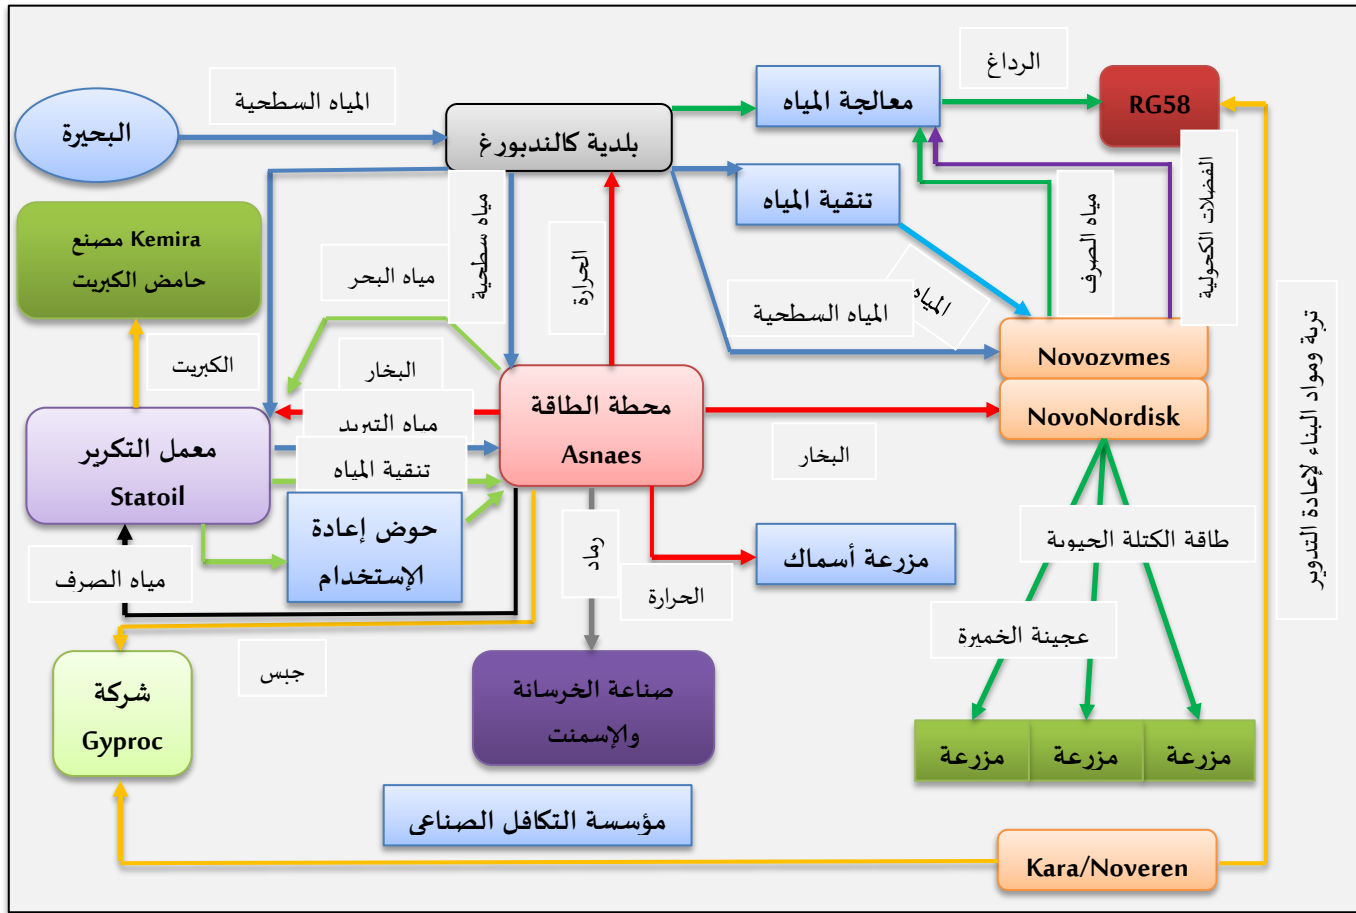 الرداغ
المياه السطحية
معالجة المياه
RG58
البحيرة
بلدية كالندبورغ
تنقية المياه
مياه سطحية
الحرارة
مياه الصرف
الفضلات الكحولية
Kemira مصنع
حامض الكبريت
مياه البحر
المياه
المياه السطحية
تربة ومواد البناء لإعادة التدوير
الكبريت
البخار
Novozymes
محطة الطاقة
Asnaes
NovoNordisk
مياه التبريد
معمل التكرير
Statoil
تنقية المياه
البخار
حوض إعادة
الإستخدام
رماد
مزرعة أسماك
طاقة الكتلة الحيوية
مياه الصرف
الحرارة
عجينة الخميرة
جبس
شركة
Gyproc
صناعة الخرسانة
والإسمنت
مزرعة
مزرعة
مزرعة
مؤسسة التكافل الصناعي
Kara/Noveren